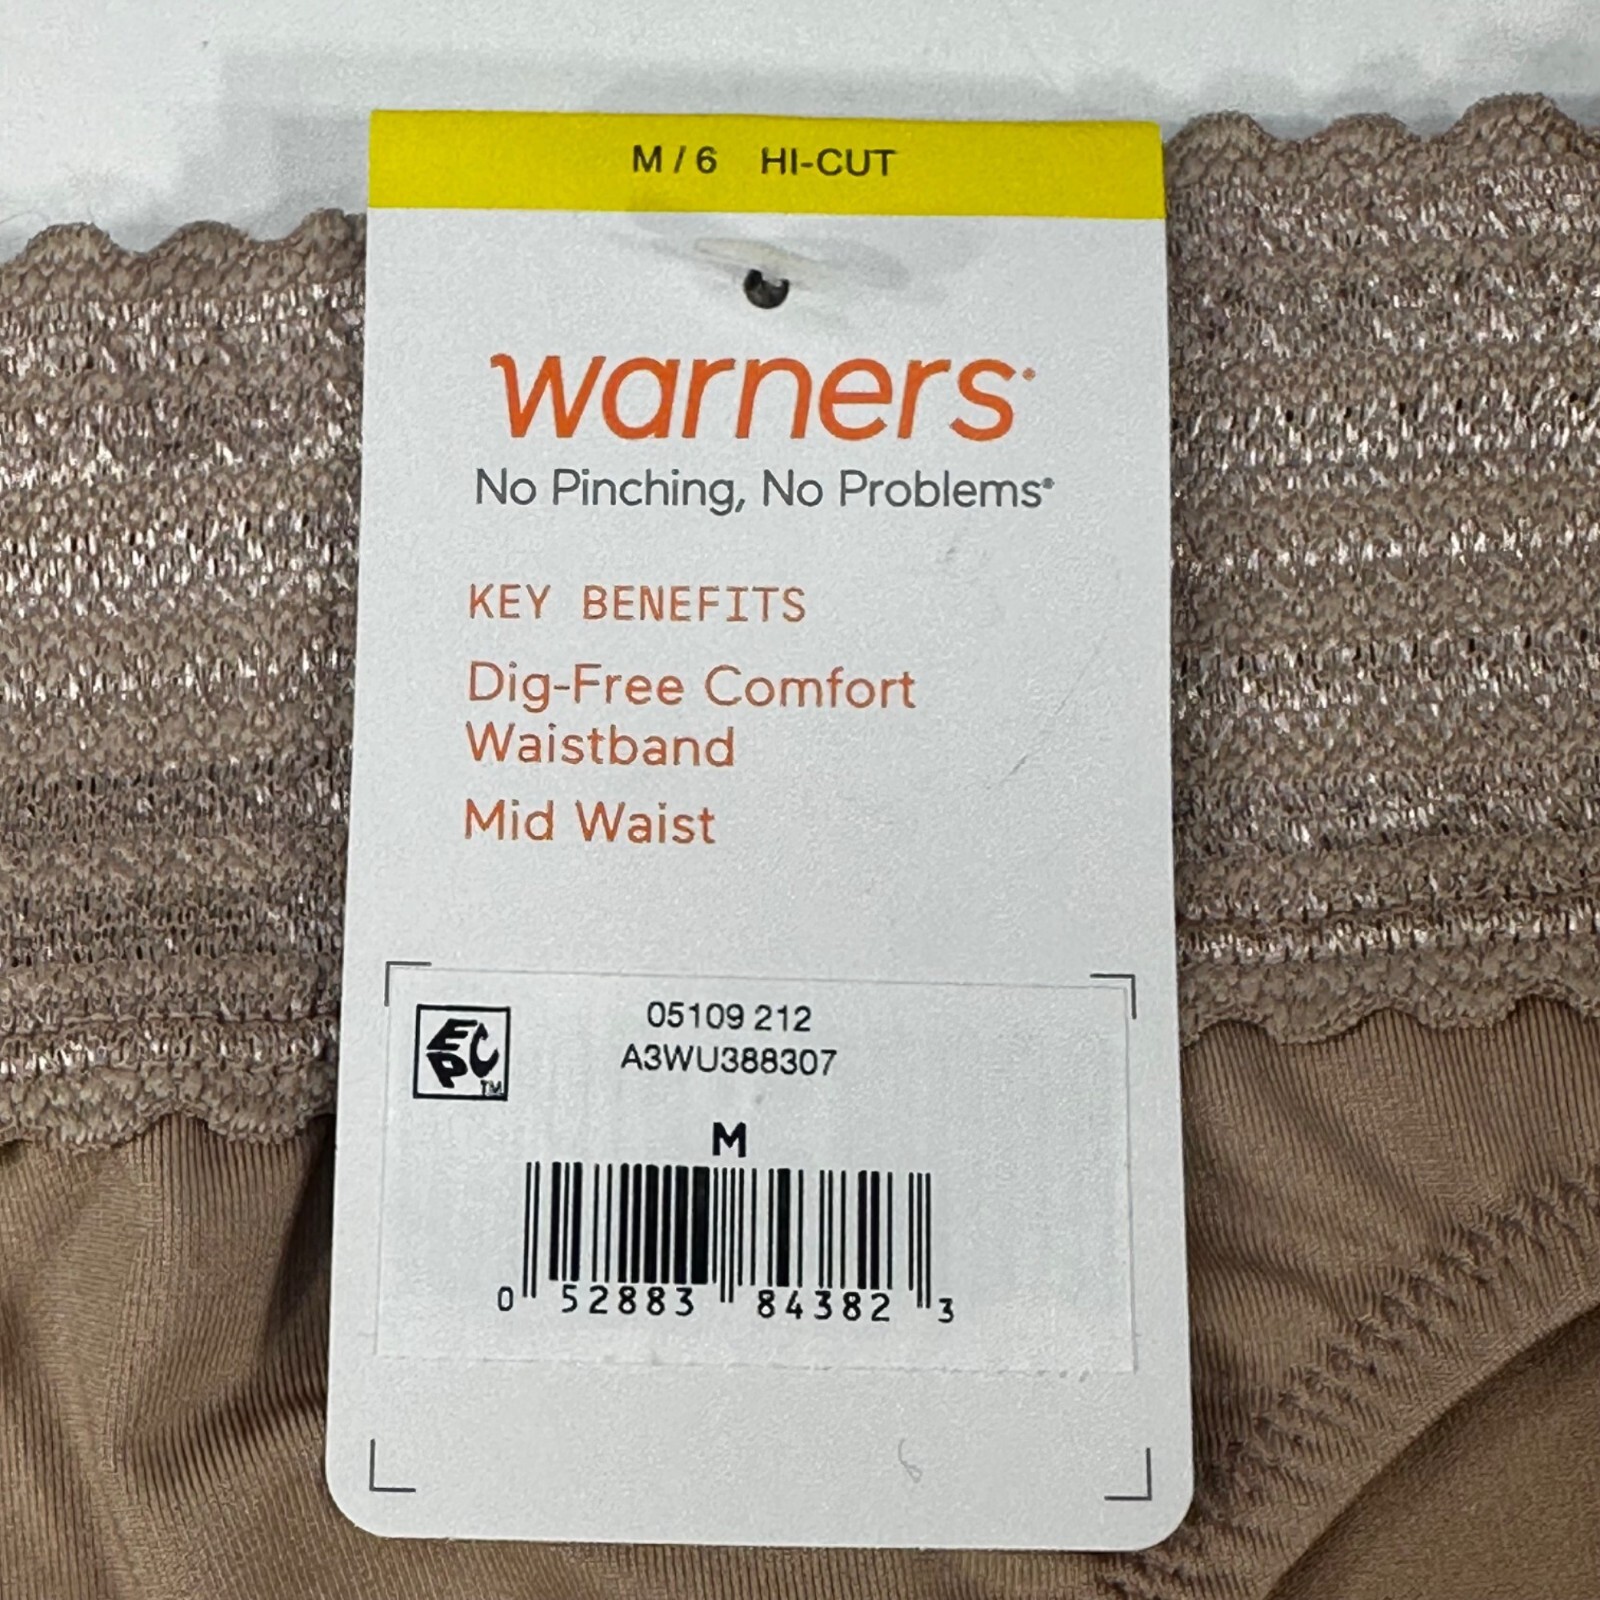 M / 6 HI-CUT
warners®
No Pinching, No Problems®
KEY BENEFITS
Dig-Free Comfort
Waistband
Mid Waist
EPC™
05109 212
A3WU388307
M
0 52883 84382 3